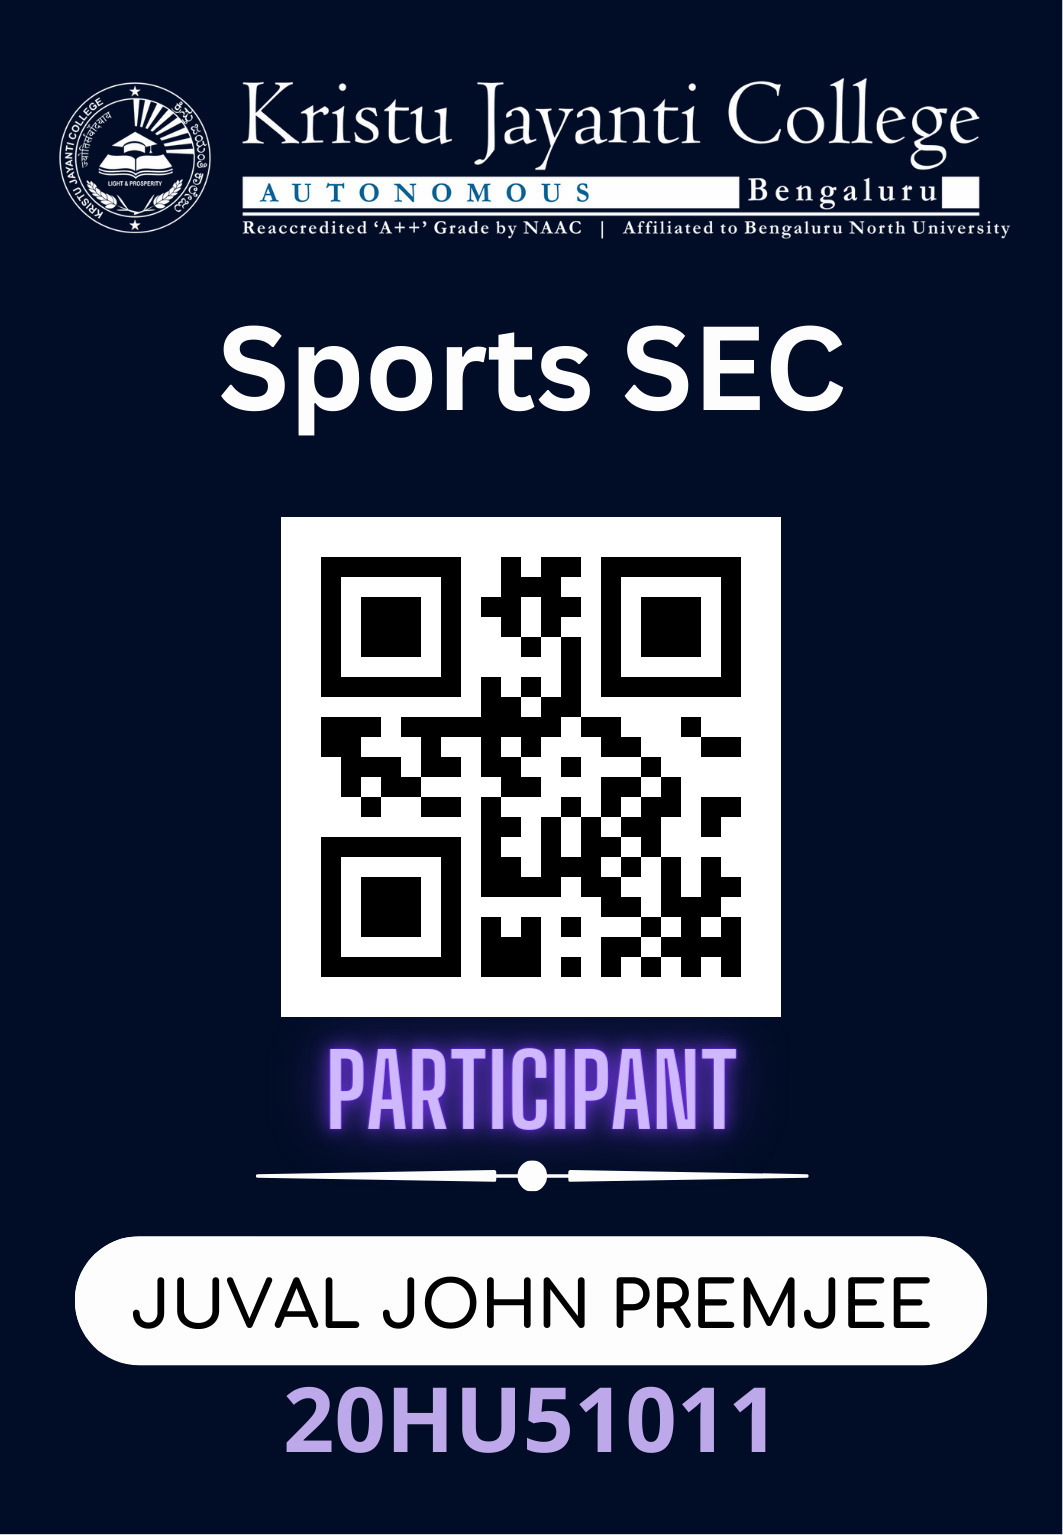 KRISTU JAYANTI COLLEGE
LIGHT & PROSPERITY
Kristu Jayanti College
AUTONOMOUS Bengaluru
Reaccredited ‘A++’ Grade by NAAC | Affiliated to Bengaluru North University
Sports SEC
PARTICIPANT
JUVAL JOHN PREMJEE
20HU51011